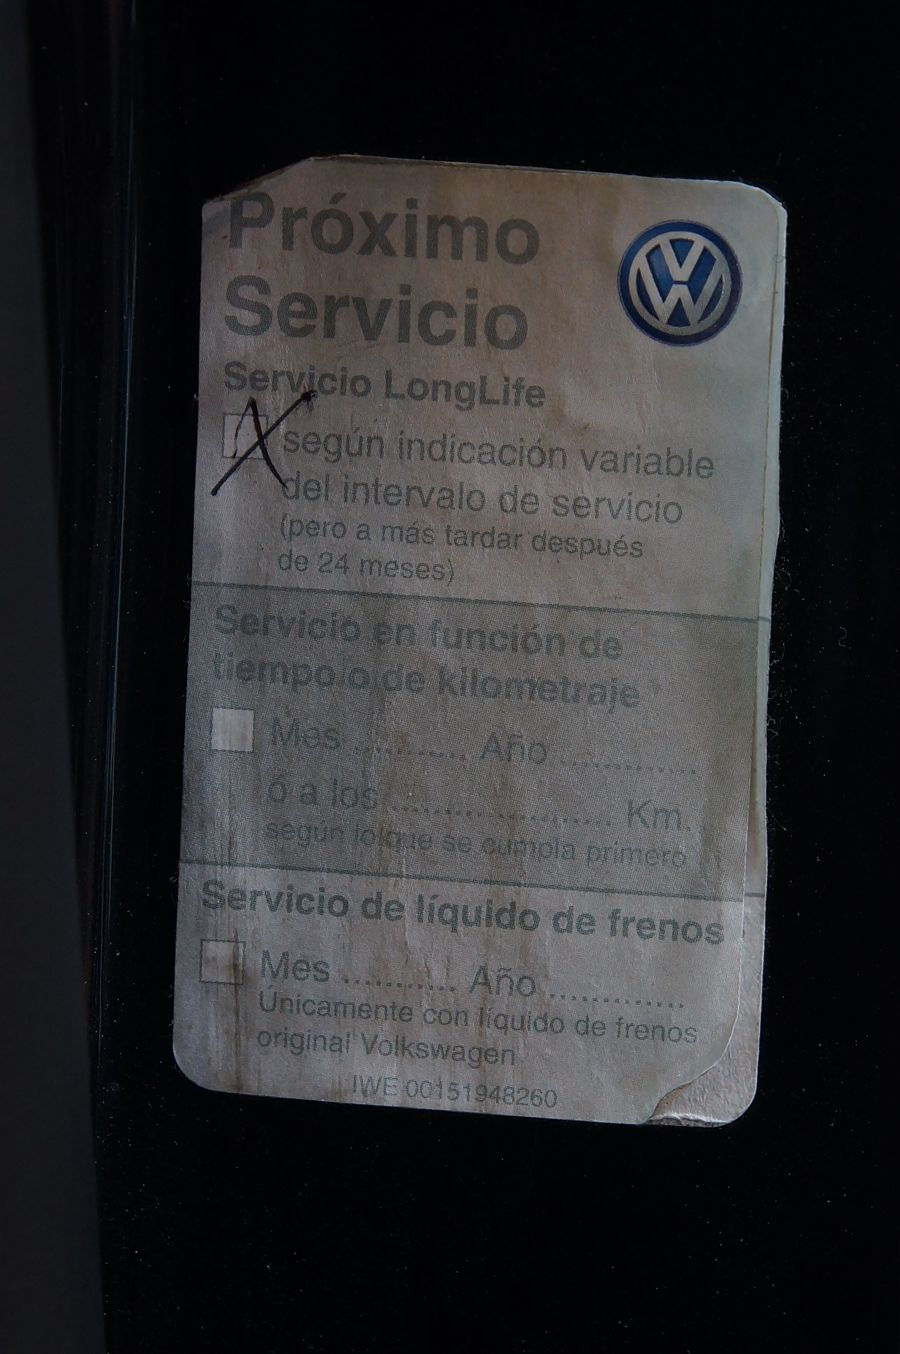 Próximo
Servicio
Servicio LongLife
según indicación variable
del intervalo de servicio
(pero a más tardar después
de 24 meses)
Servicio en función de
tiempo o de kilometraje
Mes ........... Año ..............
ó a los ....................... Km.
según lo que se cumpla primero
Servicio de líquido de frenos
Mes ........... Año ..............
Únicamente con líquido de frenos
original Volkswagen
IWE 00151948260